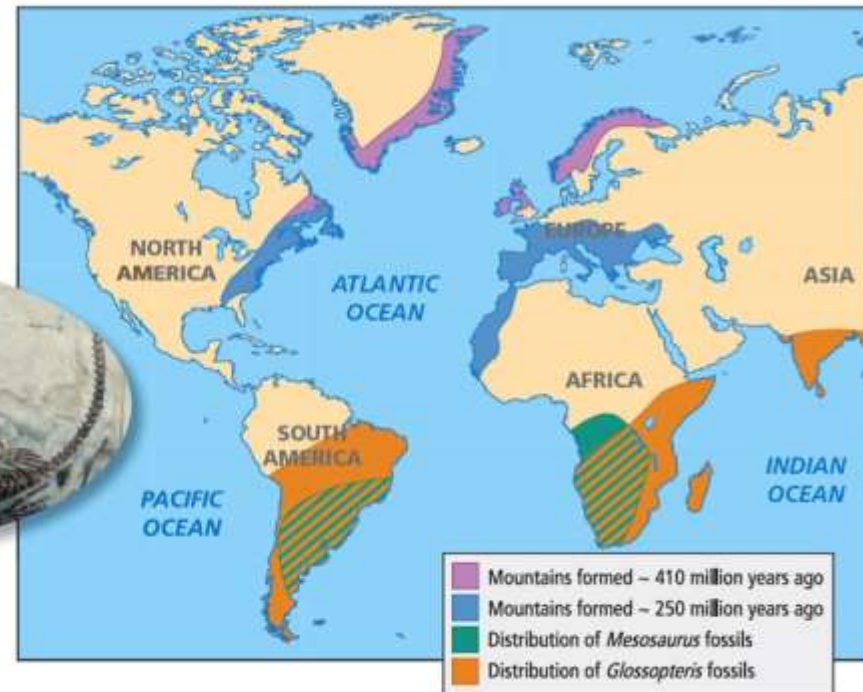 NORTH
AMERICA
ATLANTIC
OCEAN
EUROPE
ASIA
AFRICA
SOUTH
AMERICA
PACIFIC
OCEAN
INDIAN
OCEAN
Mountains formed ~ 410 million years ago
Mountains formed ~ 250 million years ago
Distribution of Mesosaurus fossils
Distribution of Glossopteris fossils